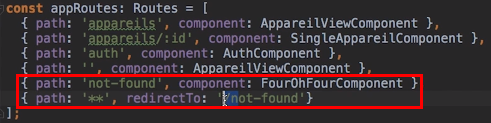 const appRoutes: Routes = [
{ path: 'appareils', component: AppareilViewComponent },
{ path: 'appareils/:id', component: SingleAppareilComponent },
{ path: 'auth', component: AuthComponent },
{ path: '', component: AppareilViewComponent },
{ path: 'not-found', component: FourOhFourComponent }
{ path: '**', redirectTo: '/not-found'}
];